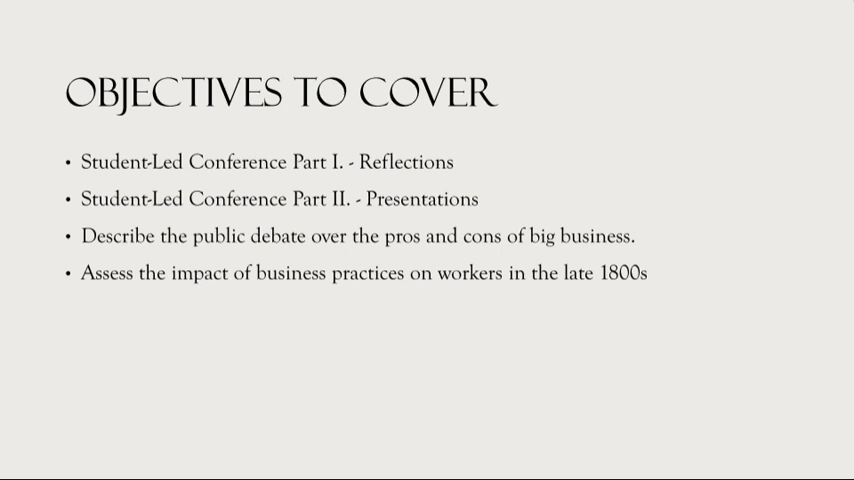 OBJECTIVES TO COVER
• Student-Led Conference Part I. - Reflections
• Student-Led Conference Part II. - Presentations
• Describe the public debate over the pros and cons of big business.
• Assess the impact of business practices on workers in the late 1800s